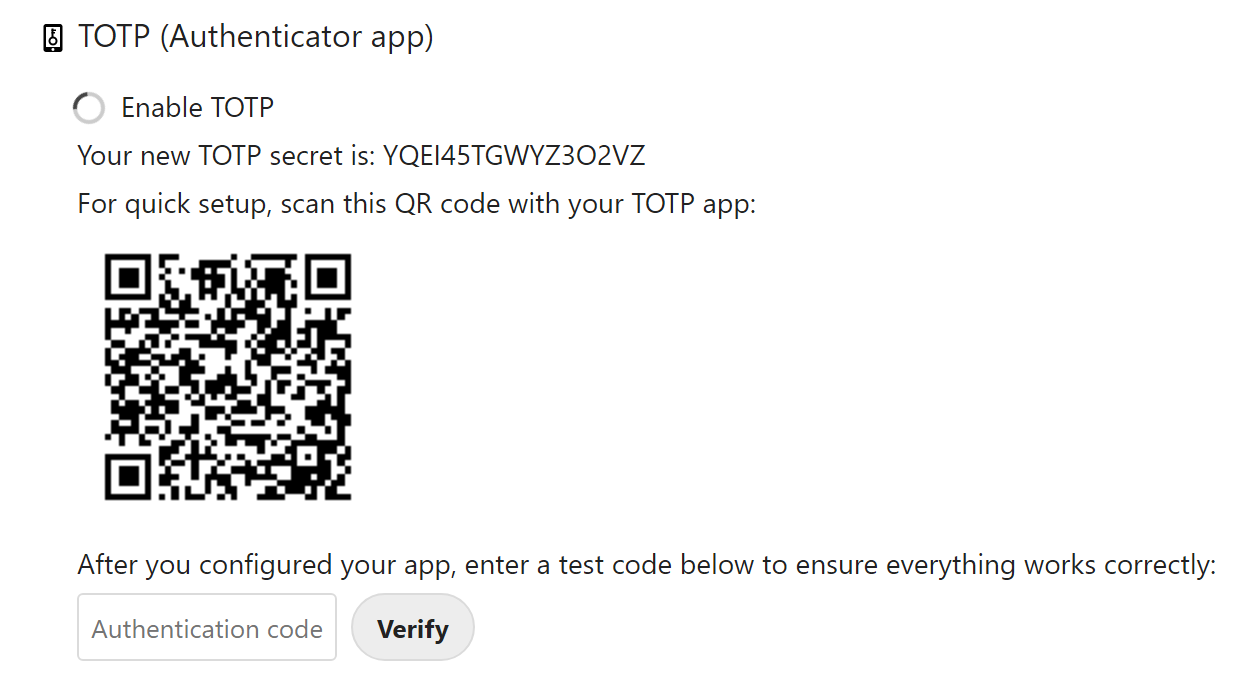 TOTP (Authenticator app)
Enable TOTP
Your new TOTP secret is: YQEI45TGWYZ3O2VZ
For quick setup, scan this QR code with your TOTP app:
After you configured your app, enter a test code below to ensure everything works correctly:
Authentication code
Verify